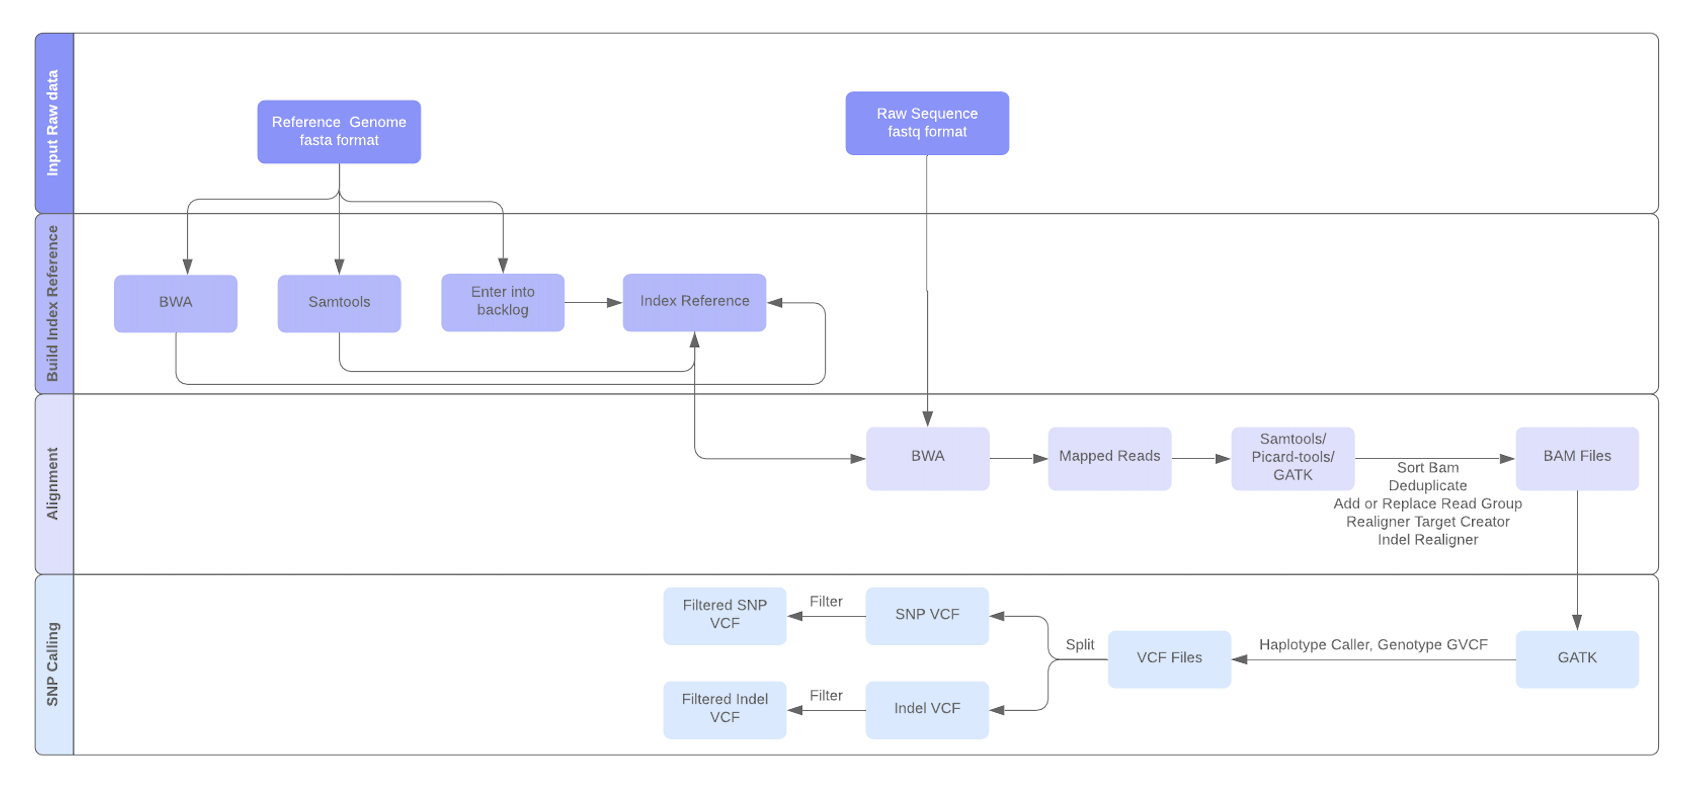 Input Raw data
Reference  Genome
fasta format
Raw Sequence
fastq format
Build Index Reference
BWA
Samtools
Enter into
backlog
Index Reference
Alignment
BWA
Mapped Reads
Samtools/
Picard-tools/
GATK
Sort Bam
Deduplicate
Add or Replace Read Group
Realigner Target Creator
Indel Realigner
BAM Files
SNP Calling
Filtered SNP
VCF
Filter
SNP VCF
Split
VCF Files
Haplotype Caller, Genotype GVCF
GATK
Filtered Indel
VCF
Filter
Indel VCF